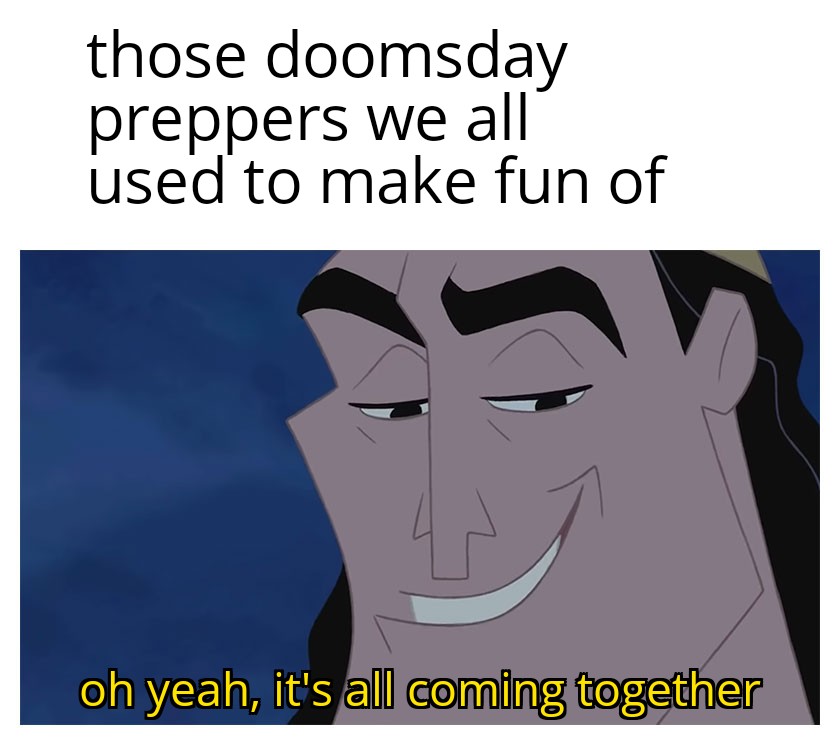 those doomsday
preppers we all
used to make fun of
oh yeah, it's all coming together